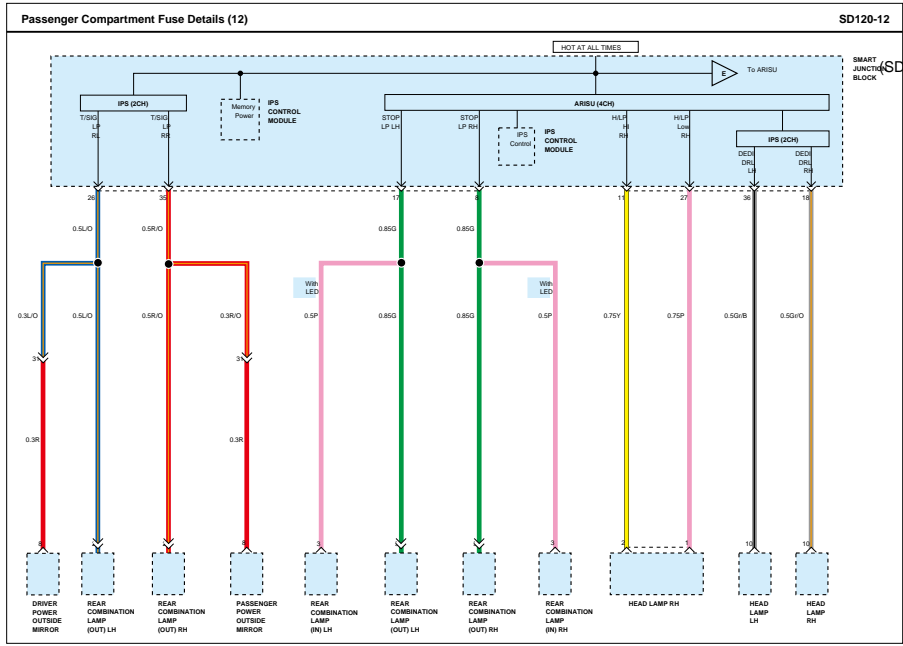 Passenger Compartment Fuse Details (12)
SD120-12
HOT AT ALL TIMES
SMART
JUNCTION
BLOCK
(SD
E
To ARISU
IPS (2CH)
Memory
Power
IPS
CONTROL
MODULE
ARISU (4CH)
T/SIG
LP
RL
T/SIG
LP
RR
STOP
LP LH
STOP
LP RH
IPS
Control
IPS
CONTROL
MODULE
H/LP
HI
RH
H/LP
Low
RH
IPS (2CH)
DEDI
DRL
LH
DEDI
DRL
RH
26
35
17
8
11
27
36
18
0.5L/O
0.5R/O
0.85G
0.85G
With
LED
With
LED
0.3L/O
0.5L/O
0.5R/O
0.3R/O
0.5P
0.85G
0.85G
0.5P
0.75Y
0.75P
0.5Gr/B
0.5Gr/O
31
31
0.3R
0.3R
8
8
3
3
2
1
10
10
DRIVER
POWER
OUTSIDE
MIRROR
REAR
COMBINATION
LAMP
(OUT) LH
REAR
COMBINATION
LAMP
(OUT) RH
PASSENGER
POWER
OUTSIDE
MIRROR
REAR
COMBINATION
LAMP
(IN) LH
REAR
COMBINATION
LAMP
(OUT) LH
REAR
COMBINATION
LAMP
(OUT) RH
REAR
COMBINATION
LAMP
(IN) RH
HEAD LAMP RH
HEAD
LAMP
LH
HEAD
LAMP
RH